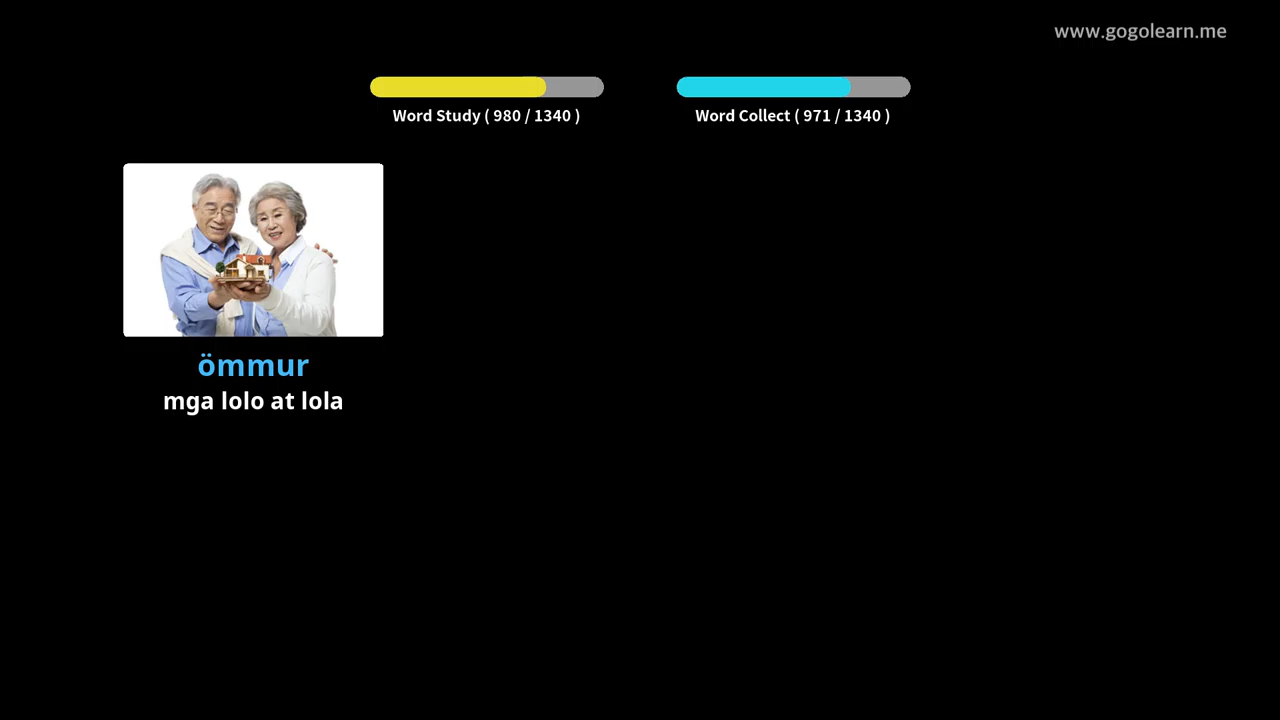 www.gogolearn.me
Word Study ( 980 / 1340 )
Word Collect ( 971 / 1340 )
ömmur
mga lolo at lola